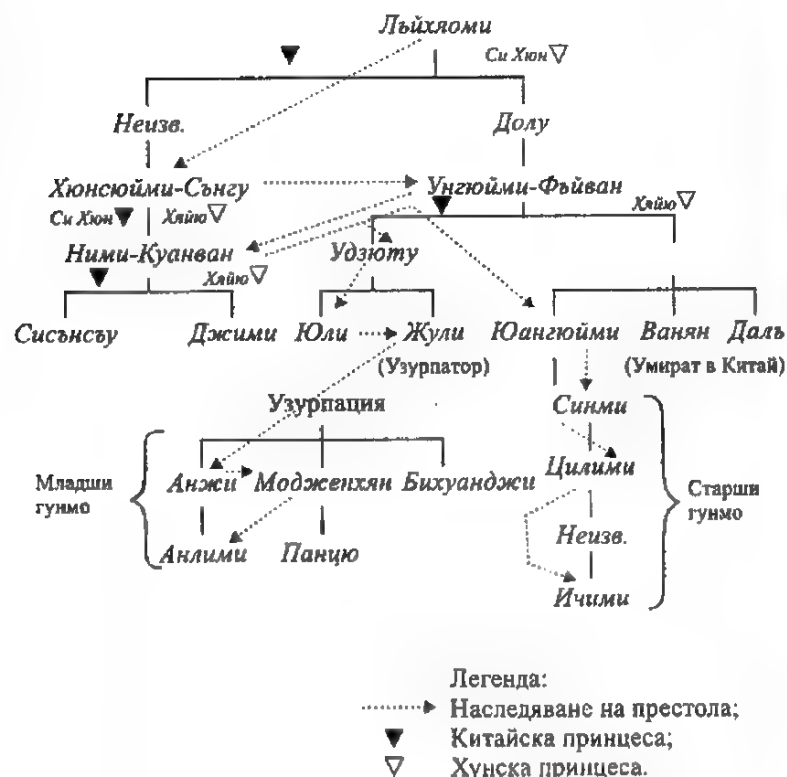 Льйхяоми
Си Хюн
Неизв.
Долу
Хюнсюйми-Сънгу
Унгюйми-Фъйван
Си Хюн
Хяйю
Хяйю
Ними-Куанван
Хяйю
Удзюту
Сисънсъу
Джими
Юли
Жули
Юангюйми
Ванян
Далъ
(Узурпатор)
(Умират в Китай)
Узурпация
Синми
Младши
гунмо
Анжи
Модженхян
Бихуанджи
Цилими
Старши
гунмо
Неизв.
Анлими
Панцю
Ичими
Легенда:
Наследяване на престола;
Китайска принцеса;
Хунска принцеса.